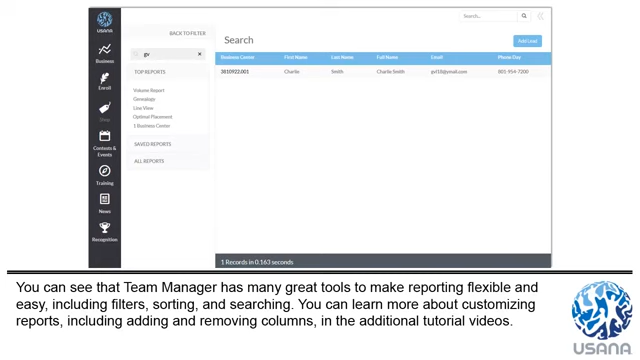 Search...
USANA
BACK TO FILTER
Search
Add Lead
gv
Business Center First Name Last Name Full Name Email Phone Day
3810922.001 Charlie Smith Charlie Smith gvl18@ymail.com 801-954-7200
Business
TOP REPORTS
Enroll
Volume Report
Genealogy
Line View
Shop
Optimal Placement
1 Business Center
Contests &
Events
SAVED REPORTS
ALL REPORTS
Training
News
Recognition
1 Records in 0.163 seconds
You can see that Team Manager has many great tools to make reporting flexible and
easy, including filters, sorting, and searching. You can learn more about customizing
reports, including adding and removing columns, in the additional tutorial videos.
USANA